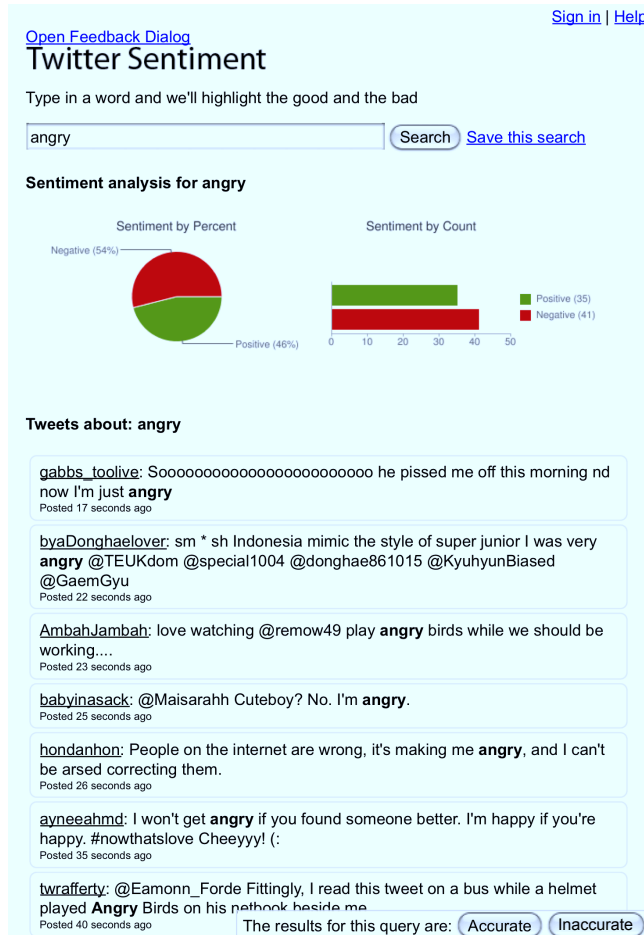 Sign in | Help
Open Feedback Dialog
Twitter Sentiment
Type in a word and we'll highlight the good and the bad
angry
Search Save this search
Sentiment analysis for angry
Sentiment by Percent
Negative (54%)
Positive (46%)
Sentiment by Count
Positive (35)
Negative (41)
0 10 20 30 40 50
Tweets about: angry
gabbs_toolive: Soooooooooooooooooooooooo he pissed me off this morning nd
now I'm just angry
Posted 17 seconds ago
byaDonghaelover: sm * sh Indonesia mimic the style of super junior I was very
angry @TEUKdom @special1004 @donghae861015 @KyuhyunBiased
@GaemGyu
Posted 22 seconds ago
AmbahJambah: love watching @remow49 play angry birds while we should be
working....
Posted 23 seconds ago
babyinasack: @Maisarahh Cuteboy? No. I'm angry.
Posted 25 seconds ago
hondanhon: People on the internet are wrong, it's making me angry, and I can't
be arsed correcting them.
Posted 26 seconds ago
ayneeahmd: I won't get angry if you found someone better. I'm happy if you're
happy. #nowthatslove Cheeyyy! (:
Posted 35 seconds ago
twrafferty: @Eamonn_Forde Fittingly, I read this tweet on a bus while a helmet
played Angry Birds on his netbook beside me
Posted 40 seconds ago
The results for this query are: Accurate Inaccurate